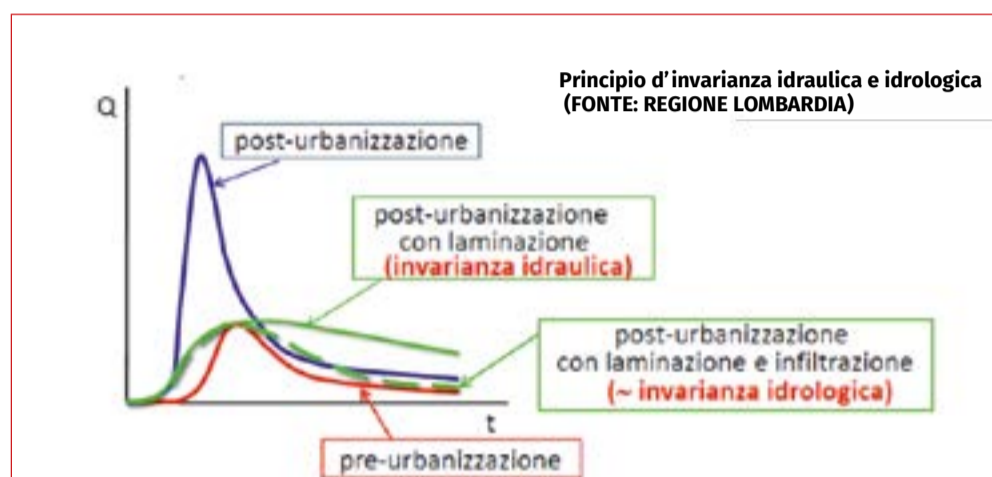 Principio d'invarianza idraulica e idrologica
(FONTE: REGIONE LOMBARDIA)
Q
post-urbanizzazione
post-urbanizzazione
con laminazione
(invarianza idraulica)
post-urbanizzazione
con laminazione e infiltrazione
(~ invarianza idrologica)
t
pre-urbanizzazione